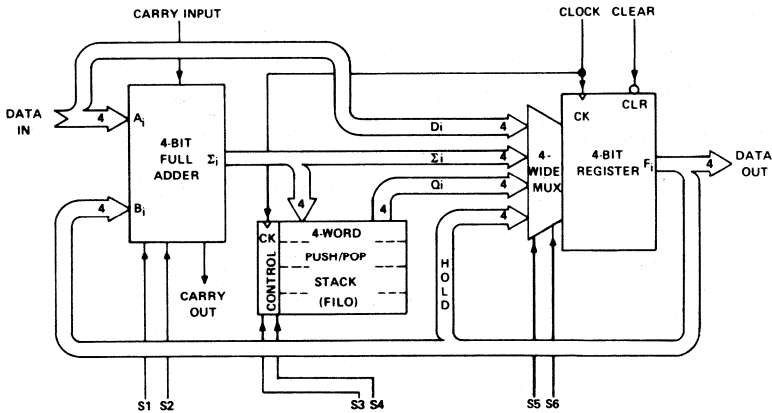 CARRY INPUT
CLOCK
CLEAR
DATA
IN
4
Ai
4-BIT
FULL
ADDER
Σi
4
Bi
CARRY
OUT
Di
4
Σi
4
Qi
4
4
4
4
CK
CONTROL
4-WORD
PUSH/POP
STACK
(FILO)
HOLD
4-
WIDE
MUX
CK
CLR
4-BIT
REGISTER
Fi
4
DATA
OUT
S1
S2
S3
S4
S5
S6